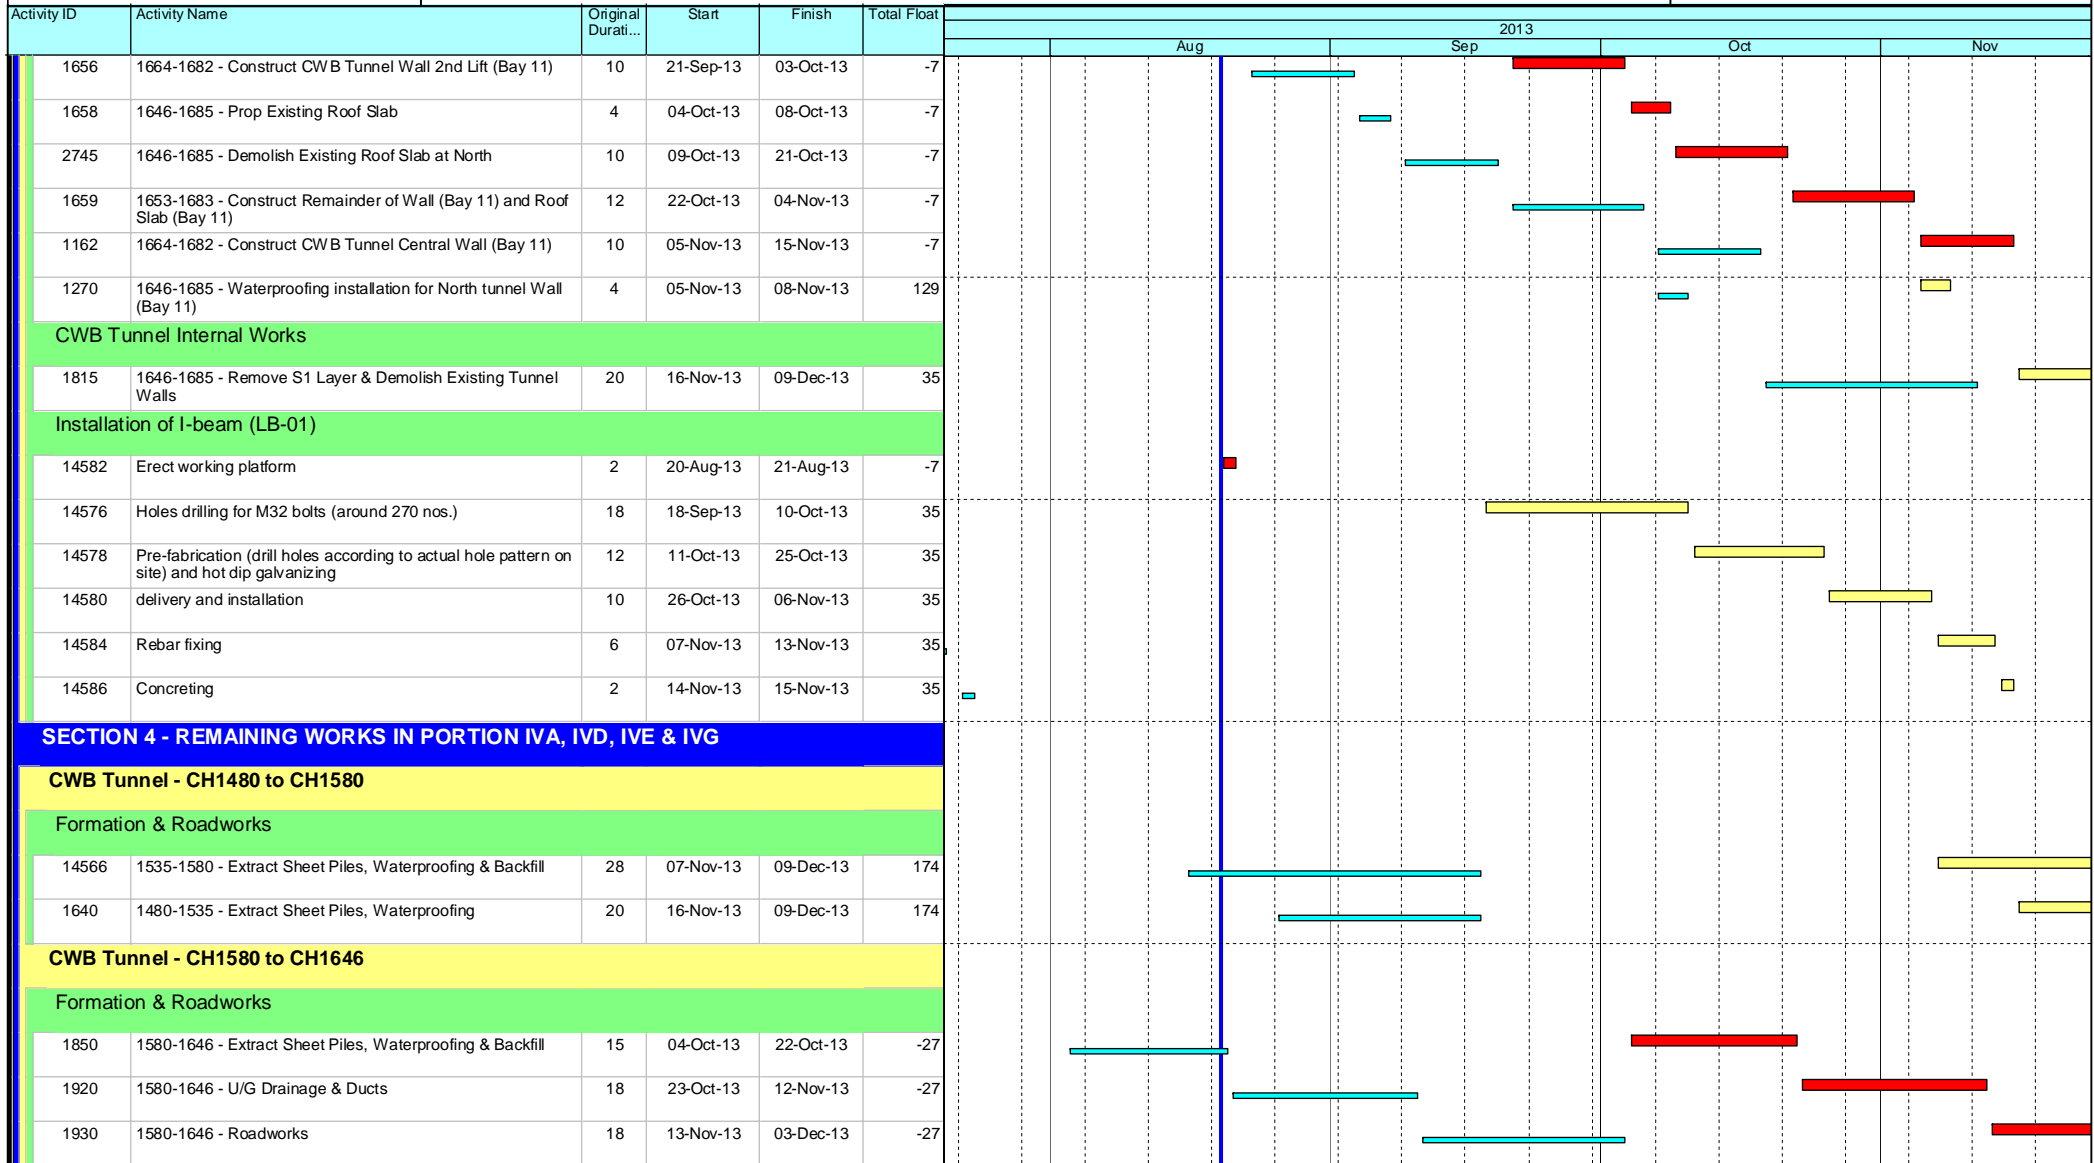 Activity ID Activity Name Original Durati... Start Finish Total Float
2013
Aug Sep Oct Nov
1656 1664-1682 - Construct CWB Tunnel Wall 2nd Lift (Bay 11) 10 21-Sep-13 03-Oct-13 -7
1658 1646-1685 - Prop Existing Roof Slab 4 04-Oct-13 08-Oct-13 -7
2745 1646-1685 - Demolish Existing Roof Slab at North 10 09-Oct-13 21-Oct-13 -7
1659 1653-1683 - Construct Remainder of Wall (Bay 11) and Roof 12 22-Oct-13 04-Nov-13 -7
Slab (Bay 11)
1162 1664-1682 - Construct CWB Tunnel Central Wall (Bay 11) 10 05-Nov-13 15-Nov-13 -7
1270 1646-1685 - Waterproofing installation for North tunnel Wall 4 05-Nov-13 08-Nov-13 129
(Bay 11)
CWB Tunnel Internal Works
1815 1646-1685 - Remove S1 Layer & Demolish Existing Tunnel 20 16-Nov-13 09-Dec-13 35
Walls
Installation of I-beam (LB-01)
14582 Erect working platform 2 20-Aug-13 21-Aug-13 -7
14576 Holes drilling for M32 bolts (around 270 nos.) 18 18-Sep-13 10-Oct-13 35
14578 Pre-fabrication (drill holes according to actual hole pattern on 12 11-Oct-13 25-Oct-13 35
site) and hot dip galvanizing
14580 delivery and installation 10 26-Oct-13 06-Nov-13 35
14584 Rebar fixing 6 07-Nov-13 13-Nov-13 35
14586 Concreting 2 14-Nov-13 15-Nov-13 35
SECTION 4 - REMAINING WORKS IN PORTION IVA, IVD, IVE & IVG
CWB Tunnel - CH1480 to CH1580
Formation & Roadworks
14566 1535-1580 - Extract Sheet Piles, Waterproofing & Backfill 28 07-Nov-13 09-Dec-13 174
1640 1480-1535 - Extract Sheet Piles, Waterproofing 20 16-Nov-13 09-Dec-13 174
CWB Tunnel - CH1580 to CH1646
Formation & Roadworks
1850 1580-1646 - Extract Sheet Piles, Waterproofing & Backfill 15 04-Oct-13 22-Oct-13 -27
1920 1580-1646 - U/G Drainage & Ducts 18 23-Oct-13 12-Nov-13 -27
1930 1580-1646 - Roadworks 18 13-Nov-13 03-Dec-13 -27